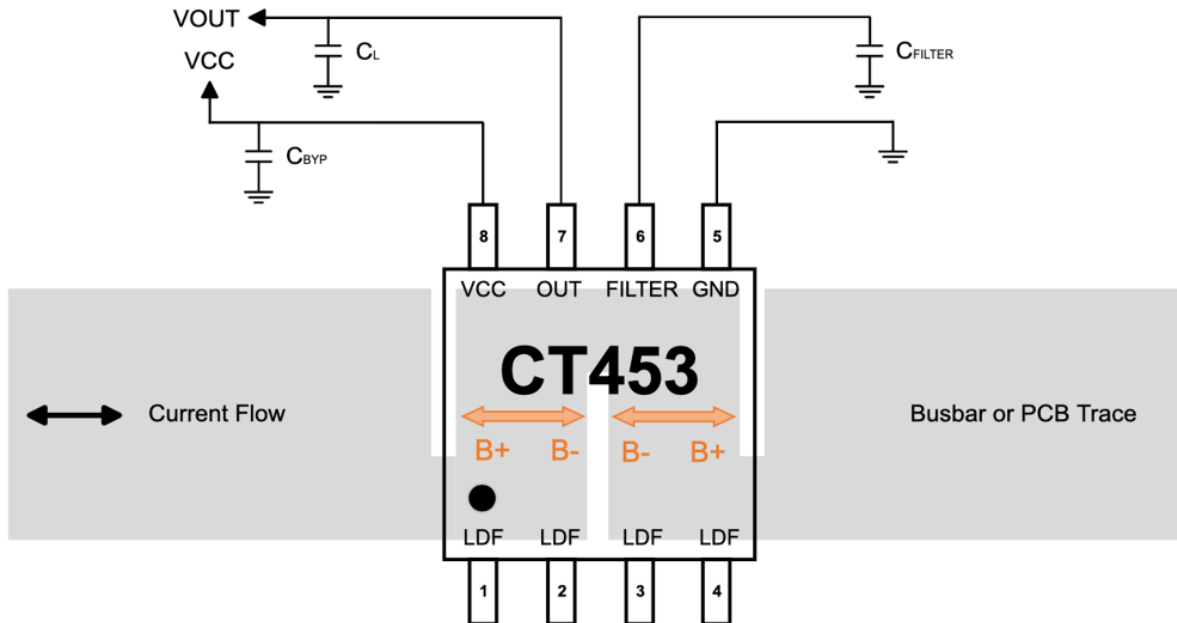 VOUT
CL
CFILTER
VCC
CBYP
8 7 6 5
VCC OUT FILTER GND
CT453
Current Flow
Busbar or PCB Trace
B+ B- B- B+
LDF LDF LDF LDF
1 2 3 4